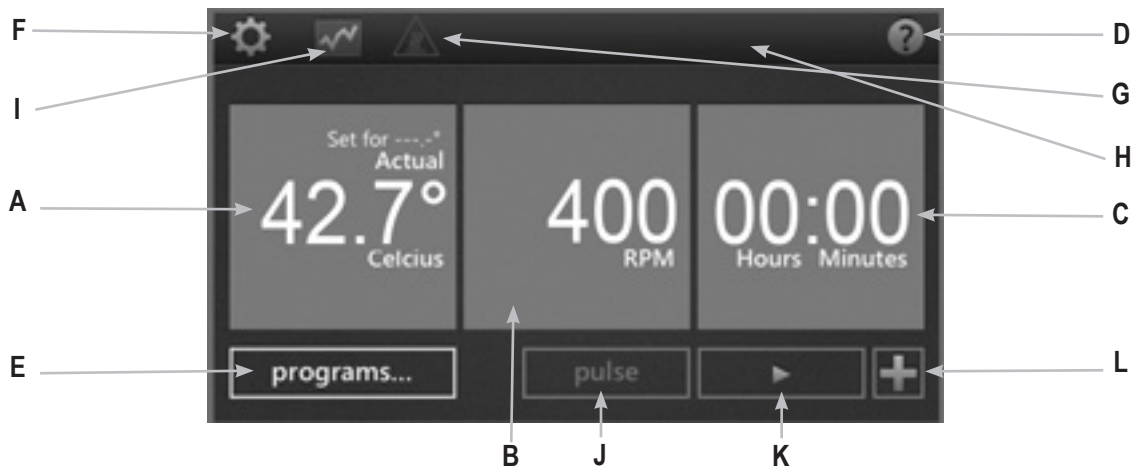 F
D
?
I
G
H
Set for ---.-°
Actual
42.7°
Celcius
400
RPM
00:00
Hours Minutes
A
C
E
programs...
pulse
L
B
J
K